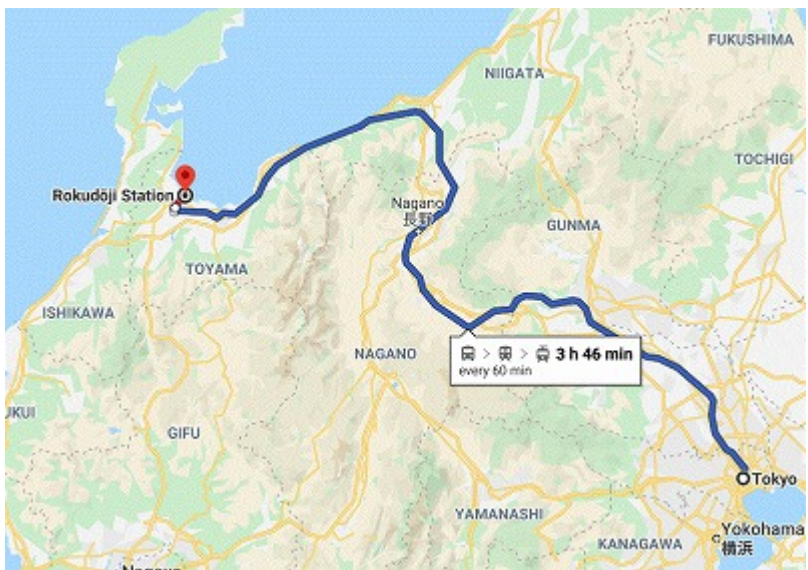 FUKUSHIMA
NIIGATA
TOCHIGI
Rokudōji Station
Nagano
長野
GUNMA
TOYAMA
ISHIKAWA
> > 3 h 46 min
every 60 min
NAGANO
UKUI
GIFU
Tokyo
YAMANASHI
Yokohama
横浜
KANAGAWA
Nagoya